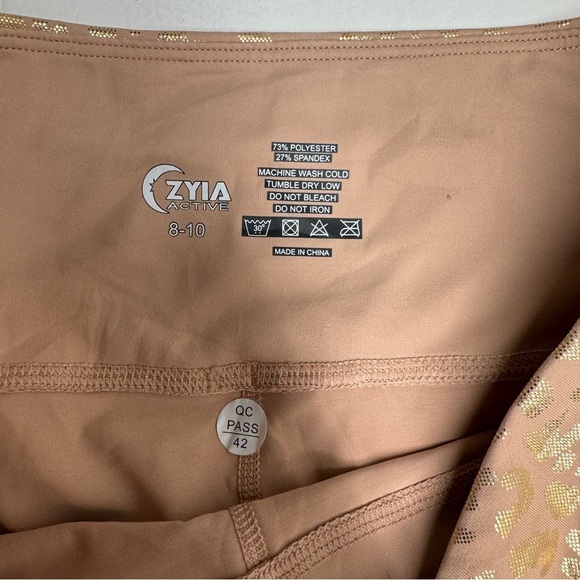 ZYIA
ACTIVE
8-10
73% POLYESTER
27% SPANDEX
MACHINE WASH COLD
TUMBLE DRY LOW
DO NOT BLEACH
DO NOT IRON
30°
MADE IN CHINA
QC
PASS
42